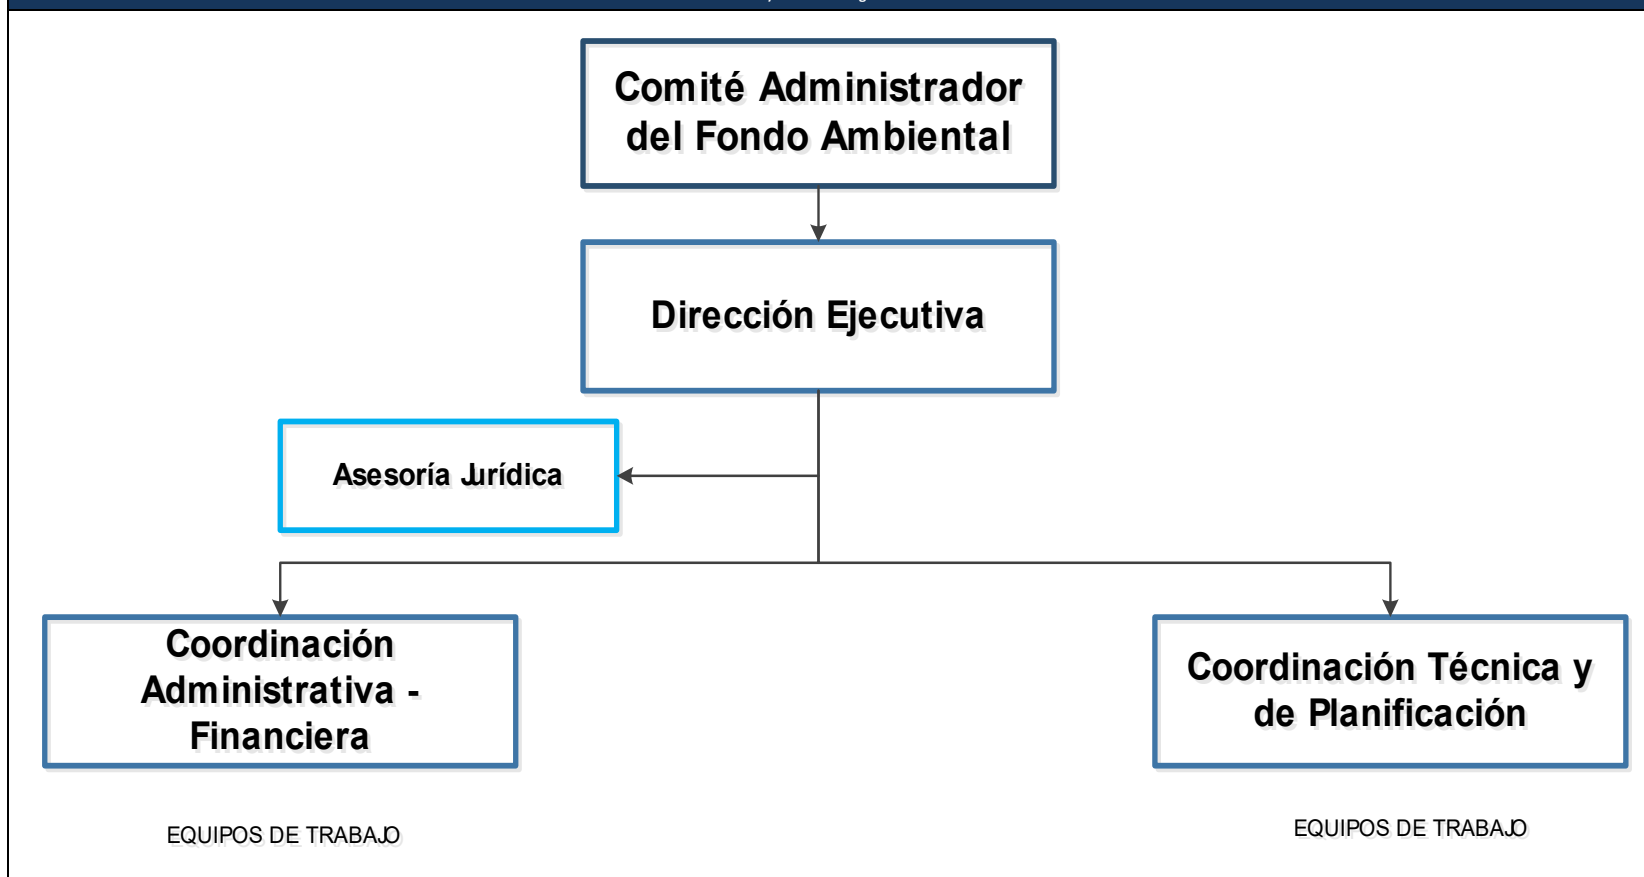 Comité Administrador
del Fondo Ambiental
Dirección Ejecutiva
Asesoría Jurídica
Coordinación
Administrativa -
Financiera
Coordinación Técnica y
de Planificación
EQUIPOS DE TRABAJO
EQUIPOS DE TRABAJO